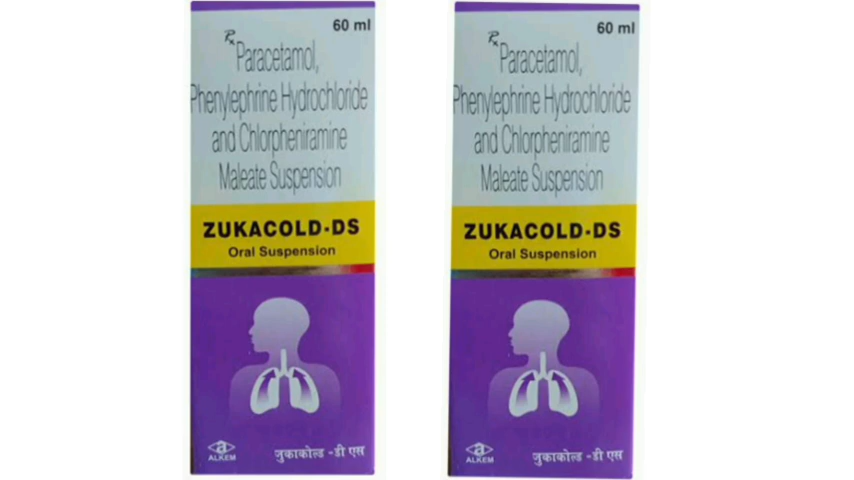 60 ml
Rx
Paracetamol,
Phenylephrine Hydrochloride
and Chlorpheniramine
Maleate Suspension
ZUKACOLD-DS
Oral Suspension
a
ALKEM
जुकाकोल्ड -डी एस
60 ml
Rx
Paracetamol,
Phenylephrine Hydrochloride
and Chlorpheniramine
Maleate Suspension
ZUKACOLD-DS
Oral Suspension
a
ALKEM
जुकाकोल्ड -डी एस